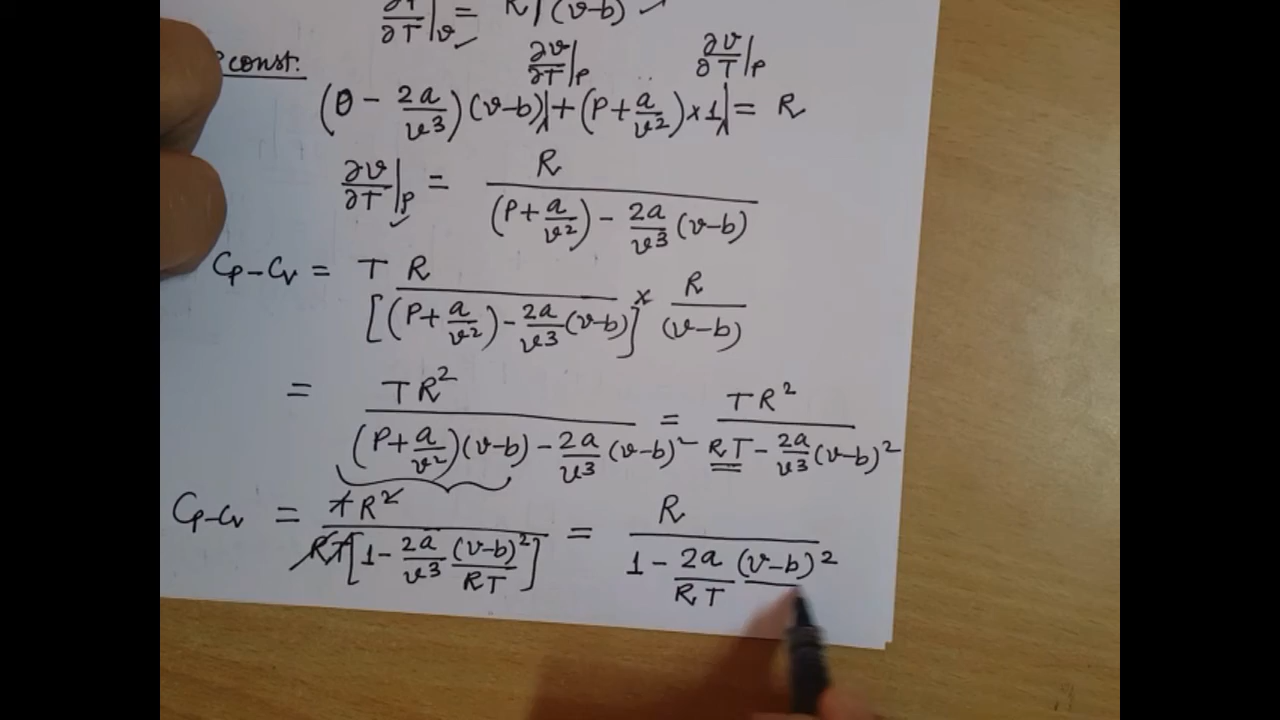 ∂T|v = R/(v-b) ✓
const.
∂v/∂T|p ∂v/∂T|p
(0 - 2a/v³)(v-b) + (P + a/v²) × 1 = R
∂v/∂T|p = R / ((P + a/v²) - 2a/v³ (v-b))
Cp - Cv = T R / [(P + a/v²) - 2a/v³ (v-b)] × R/(v-b)
= TR² / ((P + a/v²)(v-b) - 2a/v³ (v-b)²) = TR² / (RT - 2a/v³ (v-b)²)
Cp-Cv = TR² / (RT[1 - 2a/v³ (v-b)²/RT]) = R / (1 - 2a/RT (v-b)²)